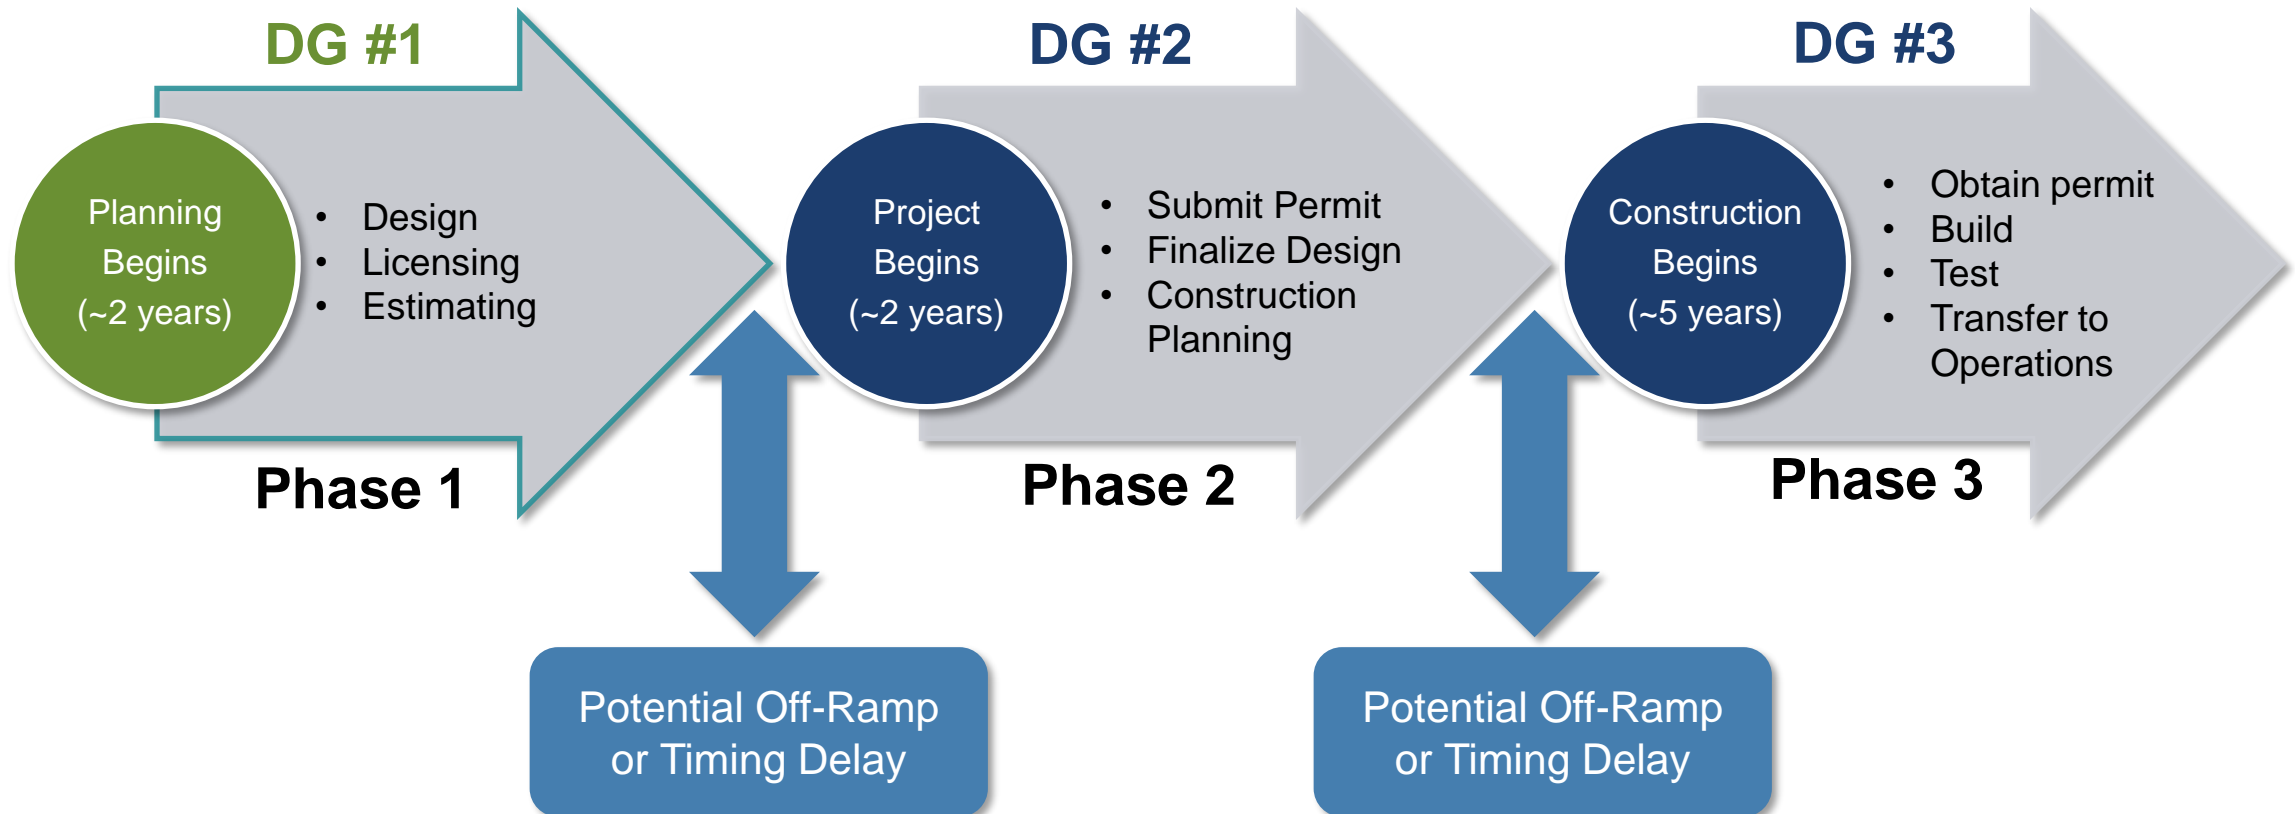 DG #1
Planning
Begins
(~2 years)
• Design
• Licensing
• Estimating
Phase 1
DG #2
Project
Begins
(~2 years)
• Submit Permit
• Finalize Design
• Construction
Planning
Phase 2
DG #3
Construction
Begins
(~5 years)
• Obtain permit
• Build
• Test
• Transfer to
Operations
Phase 3
Potential Off-Ramp
or Timing Delay
Potential Off-Ramp
or Timing Delay